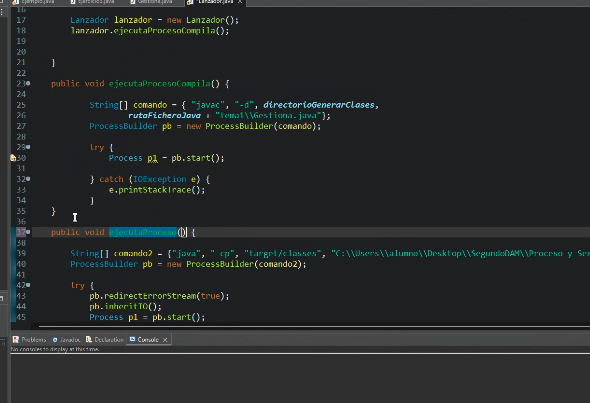 Ejemplo.java Ejercicio2.java Gestiona.java *Lanzador.java
16
17 Lanzador lanzador = new Lanzador();
18 lanzador.ejecutaProcesoCompila();
19
20
21 }
22
23 public void ejecutaProcesoCompila() {
24
25 String[] comando = { "javac", "-d", directorioGenerarClases,
26 rutaFicheroJava + "tema1\\Gestiona.java"};
27 ProcessBuilder pb = new ProcessBuilder(comando);
28
29 try {
30 Process p1 = pb.start();
31
32 } catch (IOException e) {
33 e.printStackTrace();
34 }
35 }
36
37 public void ejecutaProceso() {
38
39 String[] comando2 = {"java", "-cp", "target/classes", "C:\\Users\\alumno\\Desktop\\SegundoDAM\\Proceso y Ser
40 ProcessBuilder pb = new ProcessBuilder(comando2);
41
42 try {
43 pb.redirectErrorStream(true);
44 pb.inheritIO();
45 Process p1 = pb.start();
Problems Javadoc Declaration Console
No consoles to display at this time.